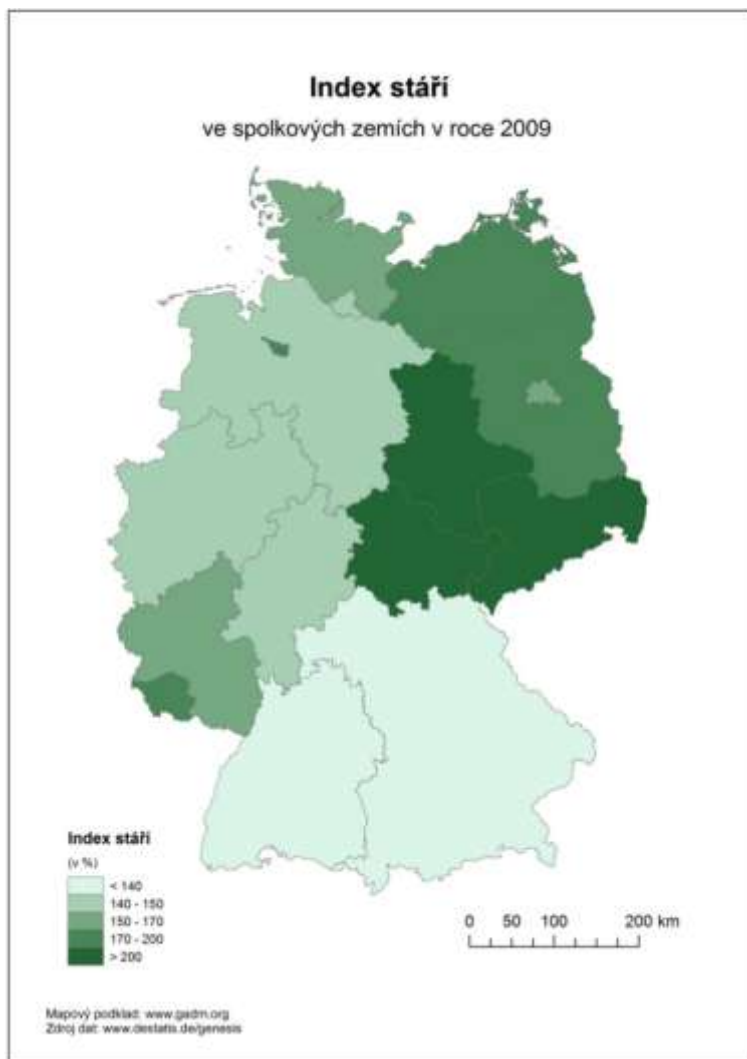 Index stáří
ve spolkových zemích v roce 2009
Index stáří
(v %)
< 140
140 - 150
150 - 170
170 - 200
> 200
0 50 100 200 km
Mapový podklad: www.gadm.org
Zdroj dat: www.destatis.de/genesis